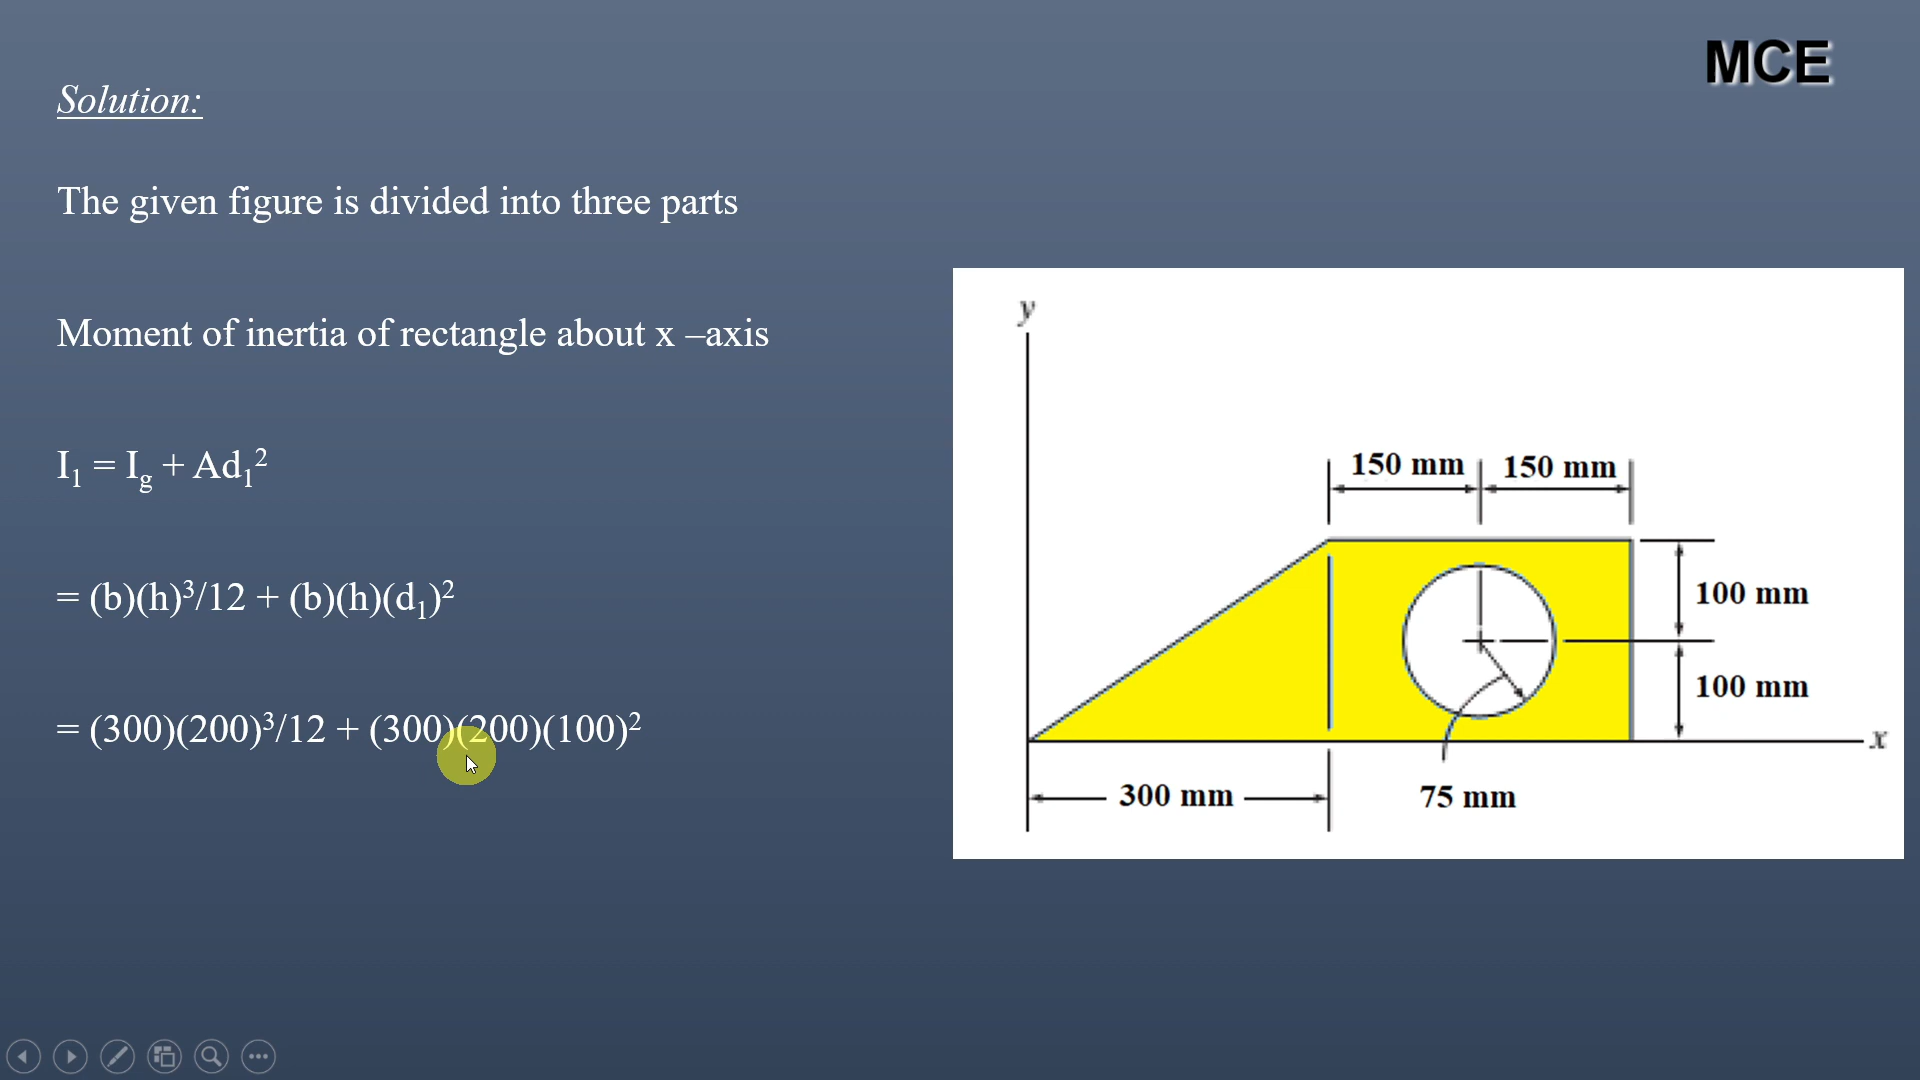 MCE
Solution:
The given figure is divided into three parts
Moment of inertia of rectangle about x –axis
I₁ = I_g + Ad₁²
= (b)(h)³/12 + (b)(h)(d₁)²
= (300)(200)³/12 + (300)(200)(100)²
y
150 mm 150 mm
100 mm
100 mm
x
300 mm
75 mm